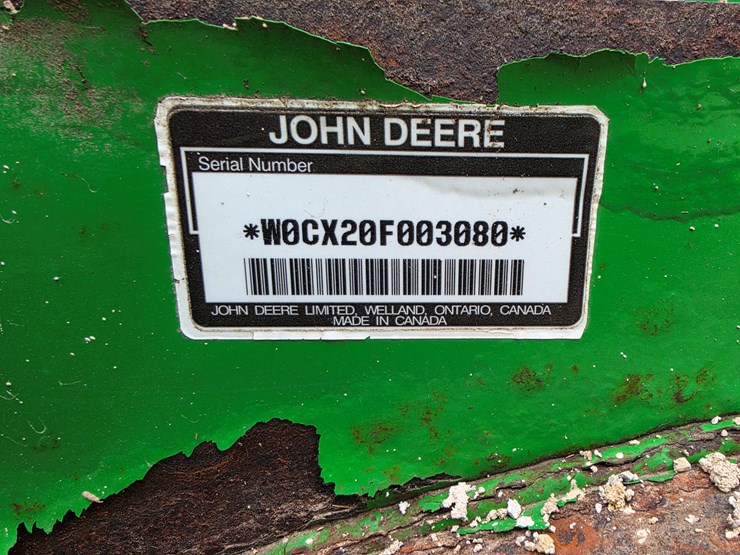 JOHN DEERE
Serial Number
*W0CX20F003080*
JOHN DEERE LIMITED, WELLAND, ONTARIO, CANADA
MADE IN CANADA